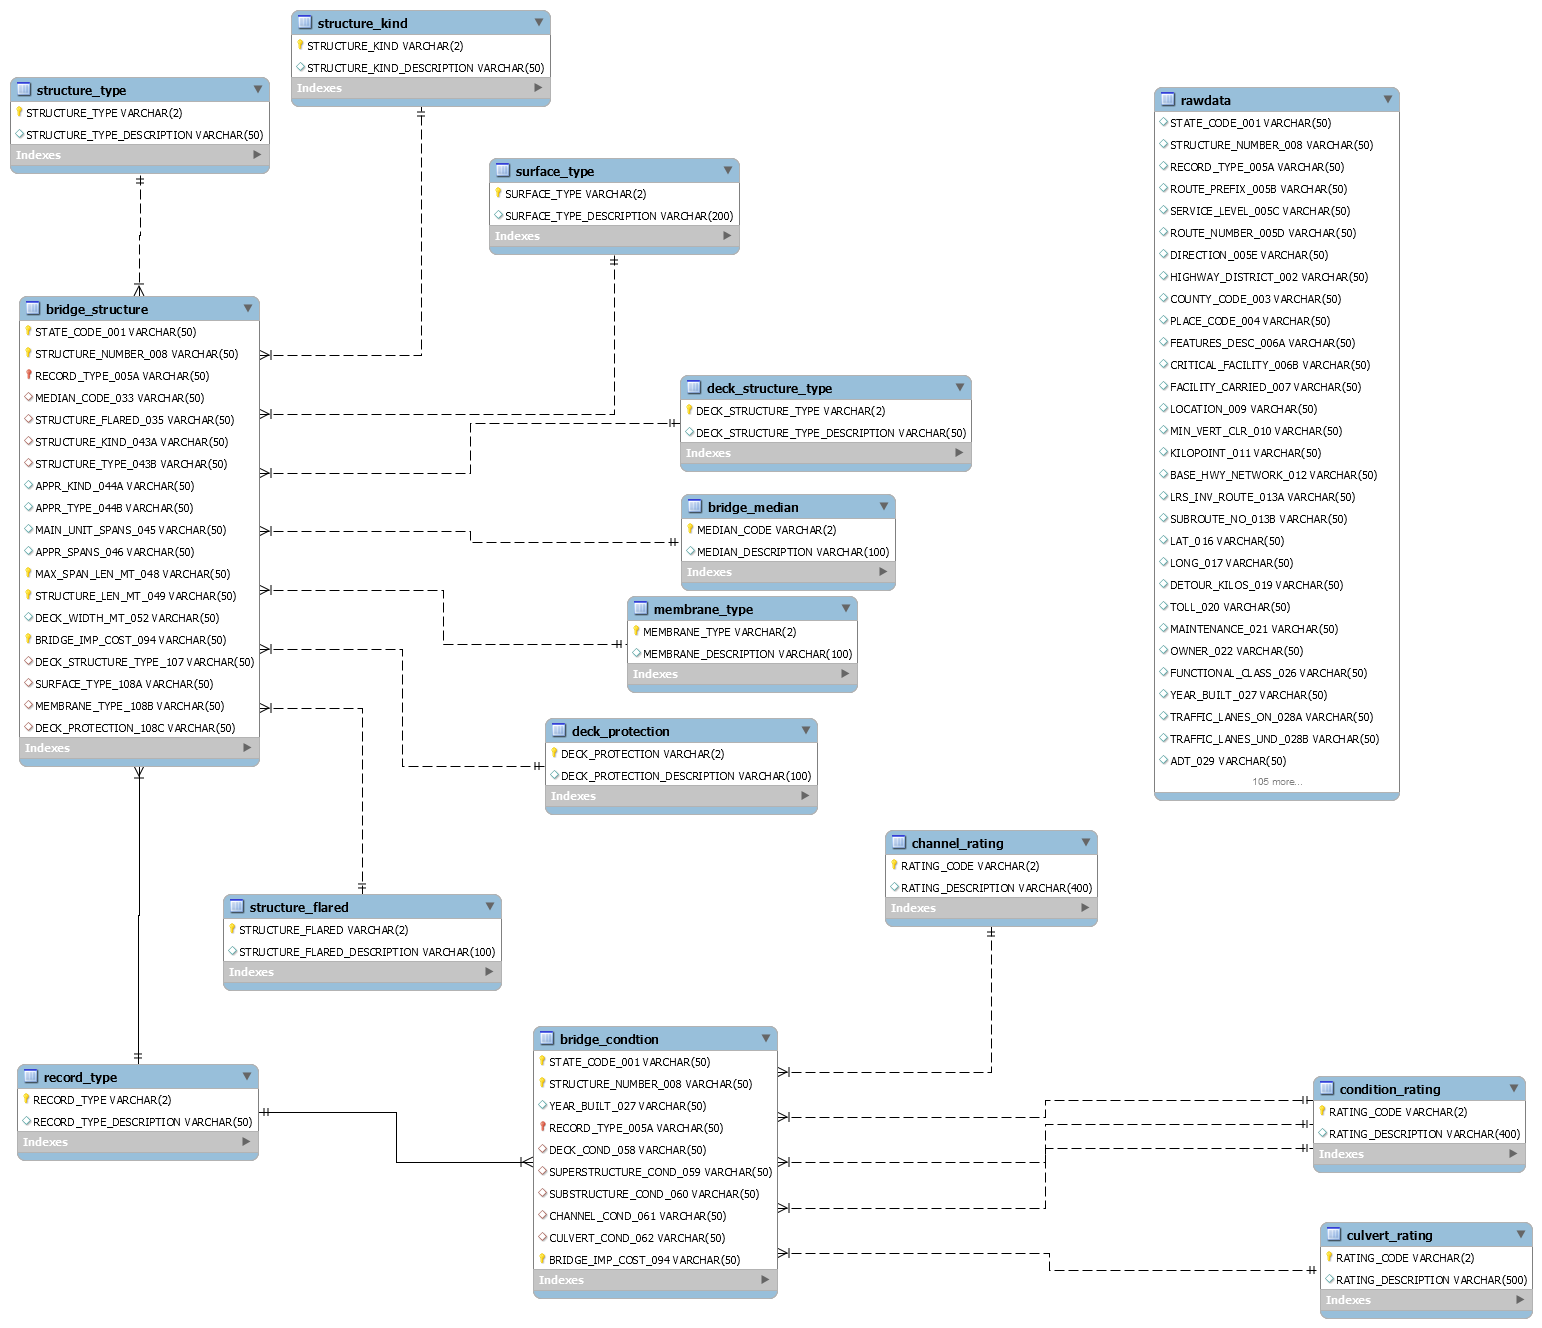 structure_kind
STRUCTURE_KIND VARCHAR(2)
STRUCTURE_KIND_DESCRIPTION VARCHAR(50)
Indexes
structure_type
STRUCTURE_TYPE VARCHAR(2)
STRUCTURE_TYPE_DESCRIPTION VARCHAR(50)
Indexes
surface_type
SURFACE_TYPE VARCHAR(2)
SURFACE_TYPE_DESCRIPTION VARCHAR(200)
Indexes
rawdata
STATE_CODE_001 VARCHAR(50)
STRUCTURE_NUMBER_008 VARCHAR(50)
RECORD_TYPE_005A VARCHAR(50)
ROUTE_PREFIX_005B VARCHAR(50)
SERVICE_LEVEL_005C VARCHAR(50)
ROUTE_NUMBER_005D VARCHAR(50)
DIRECTION_005E VARCHAR(50)
HIGHWAY_DISTRICT_002 VARCHAR(50)
COUNTY_CODE_003 VARCHAR(50)
PLACE_CODE_004 VARCHAR(50)
FEATURES_DESC_006A VARCHAR(50)
CRITICAL_FACILITY_006B VARCHAR(50)
FACILITY_CARRIED_007 VARCHAR(50)
LOCATION_009 VARCHAR(50)
MIN_VERT_CLR_010 VARCHAR(50)
KILOPOINT_011 VARCHAR(50)
BASE_HWY_NETWORK_012 VARCHAR(50)
LRS_INV_ROUTE_013A VARCHAR(50)
SUBROUTE_NO_013B VARCHAR(50)
LAT_016 VARCHAR(50)
LONG_017 VARCHAR(50)
DETOUR_KILOS_019 VARCHAR(50)
TOLL_020 VARCHAR(50)
MAINTENANCE_021 VARCHAR(50)
OWNER_022 VARCHAR(50)
FUNCTIONAL_CLASS_026 VARCHAR(50)
YEAR_BUILT_027 VARCHAR(50)
TRAFFIC_LANES_ON_028A VARCHAR(50)
TRAFFIC_LANES_UND_028B VARCHAR(50)
ADT_029 VARCHAR(50)
105 more...
bridge_structure
STATE_CODE_001 VARCHAR(50)
STRUCTURE_NUMBER_008 VARCHAR(50)
RECORD_TYPE_005A VARCHAR(50)
MEDIAN_CODE_033 VARCHAR(50)
STRUCTURE_FLARED_035 VARCHAR(50)
STRUCTURE_KIND_043A VARCHAR(50)
STRUCTURE_TYPE_043B VARCHAR(50)
APPR_KIND_044A VARCHAR(50)
APPR_TYPE_044B VARCHAR(50)
MAIN_UNIT_SPANS_045 VARCHAR(50)
APPR_SPANS_046 VARCHAR(50)
MAX_SPAN_LEN_MT_048 VARCHAR(50)
STRUCTURE_LEN_MT_049 VARCHAR(50)
DECK_WIDTH_MT_052 VARCHAR(50)
BRIDGE_IMP_COST_094 VARCHAR(50)
DECK_STRUCTURE_TYPE_107 VARCHAR(50)
SURFACE_TYPE_108A VARCHAR(50)
MEMBRANE_TYPE_108B VARCHAR(50)
DECK_PROTECTION_108C VARCHAR(50)
Indexes
deck_structure_type
DECK_STRUCTURE_TYPE VARCHAR(2)
DECK_STRUCTURE_TYPE_DESCRIPTION VARCHAR(50)
Indexes
bridge_median
MEDIAN_CODE VARCHAR(2)
MEDIAN_DESCRIPTION VARCHAR(100)
Indexes
membrane_type
MEMBRANE_TYPE VARCHAR(2)
MEMBRANE_DESCRIPTION VARCHAR(100)
Indexes
deck_protection
DECK_PROTECTION VARCHAR(2)
DECK_PROTECTION_DESCRIPTION VARCHAR(100)
Indexes
structure_flared
STRUCTURE_FLARED VARCHAR(2)
STRUCTURE_FLARED_DESCRIPTION VARCHAR(100)
Indexes
channel_rating
RATING_CODE VARCHAR(2)
RATING_DESCRIPTION VARCHAR(400)
Indexes
record_type
RECORD_TYPE VARCHAR(2)
RECORD_TYPE_DESCRIPTION VARCHAR(50)
Indexes
bridge_condtion
STATE_CODE_001 VARCHAR(50)
STRUCTURE_NUMBER_008 VARCHAR(50)
YEAR_BUILT_027 VARCHAR(50)
RECORD_TYPE_005A VARCHAR(50)
DECK_COND_058 VARCHAR(50)
SUPERSTRUCTURE_COND_059 VARCHAR(50)
SUBSTRUCTURE_COND_060 VARCHAR(50)
CHANNEL_COND_061 VARCHAR(50)
CULVERT_COND_062 VARCHAR(50)
BRIDGE_IMP_COST_094 VARCHAR(50)
Indexes
condition_rating
RATING_CODE VARCHAR(2)
RATING_DESCRIPTION VARCHAR(400)
Indexes
culvert_rating
RATING_CODE VARCHAR(2)
RATING_DESCRIPTION VARCHAR(500)
Indexes